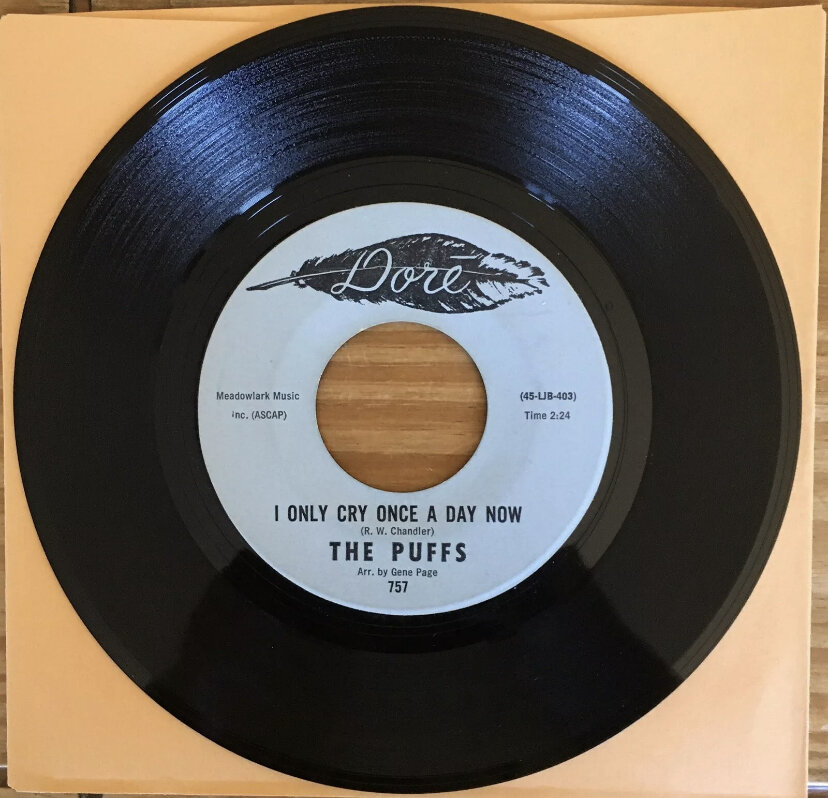 Doré
Meadowlark Music
Inc. (ASCAP)
(45-LJB-403)
Time 2:24
I ONLY CRY ONCE A DAY NOW
(R. W. Chandler)
THE PUFFS
Arr. by Gene Page
757